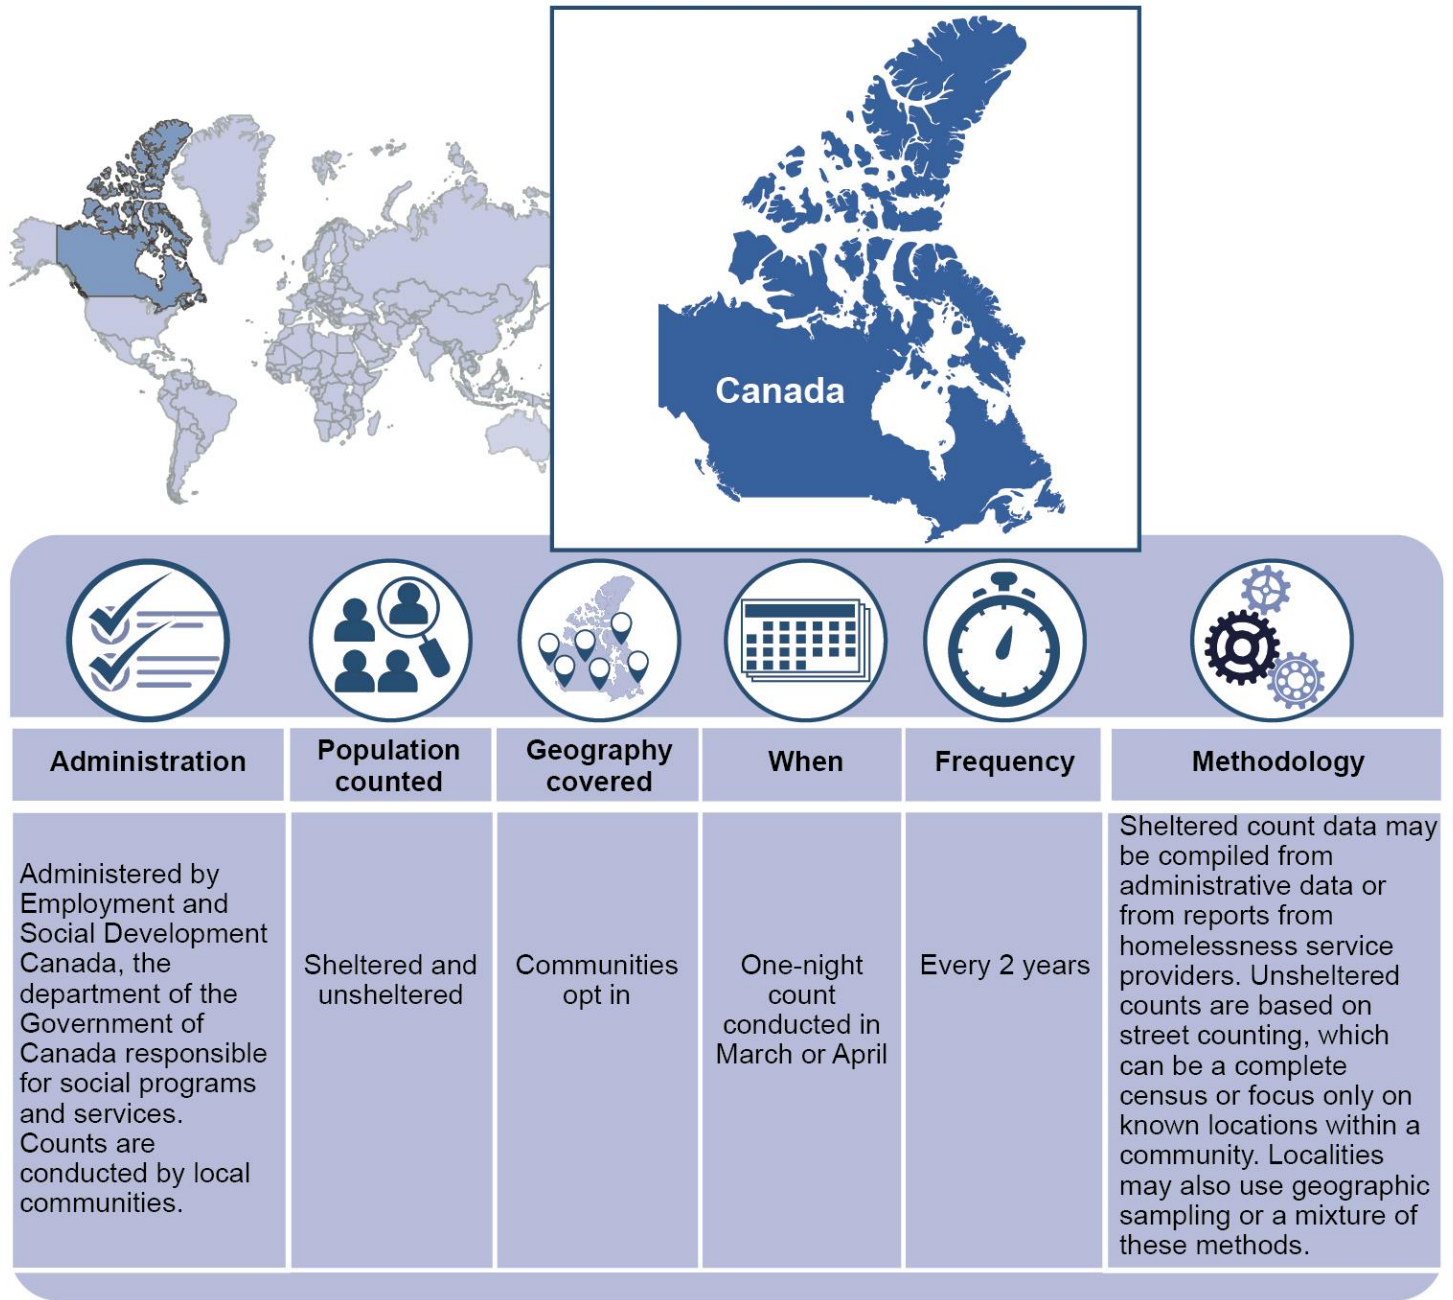 Canada
Administration
Population
counted
Geography
covered
When
Frequency
Methodology
Administered by
Employment and
Social Development
Canada, the
department of the
Government of
Canada responsible
for social programs
and services.
Counts are
conducted by local
communities.
Sheltered and
unsheltered
Communities
opt in
One-night
count
conducted in
March or April
Every 2 years
Sheltered count data may
be compiled from
administrative data or
from reports from
homelessness service
providers. Unsheltered
counts are based on
street counting, which
can be a complete
census or focus only on
known locations within a
community. Localities
may also use geographic
sampling or a mixture of
these methods.